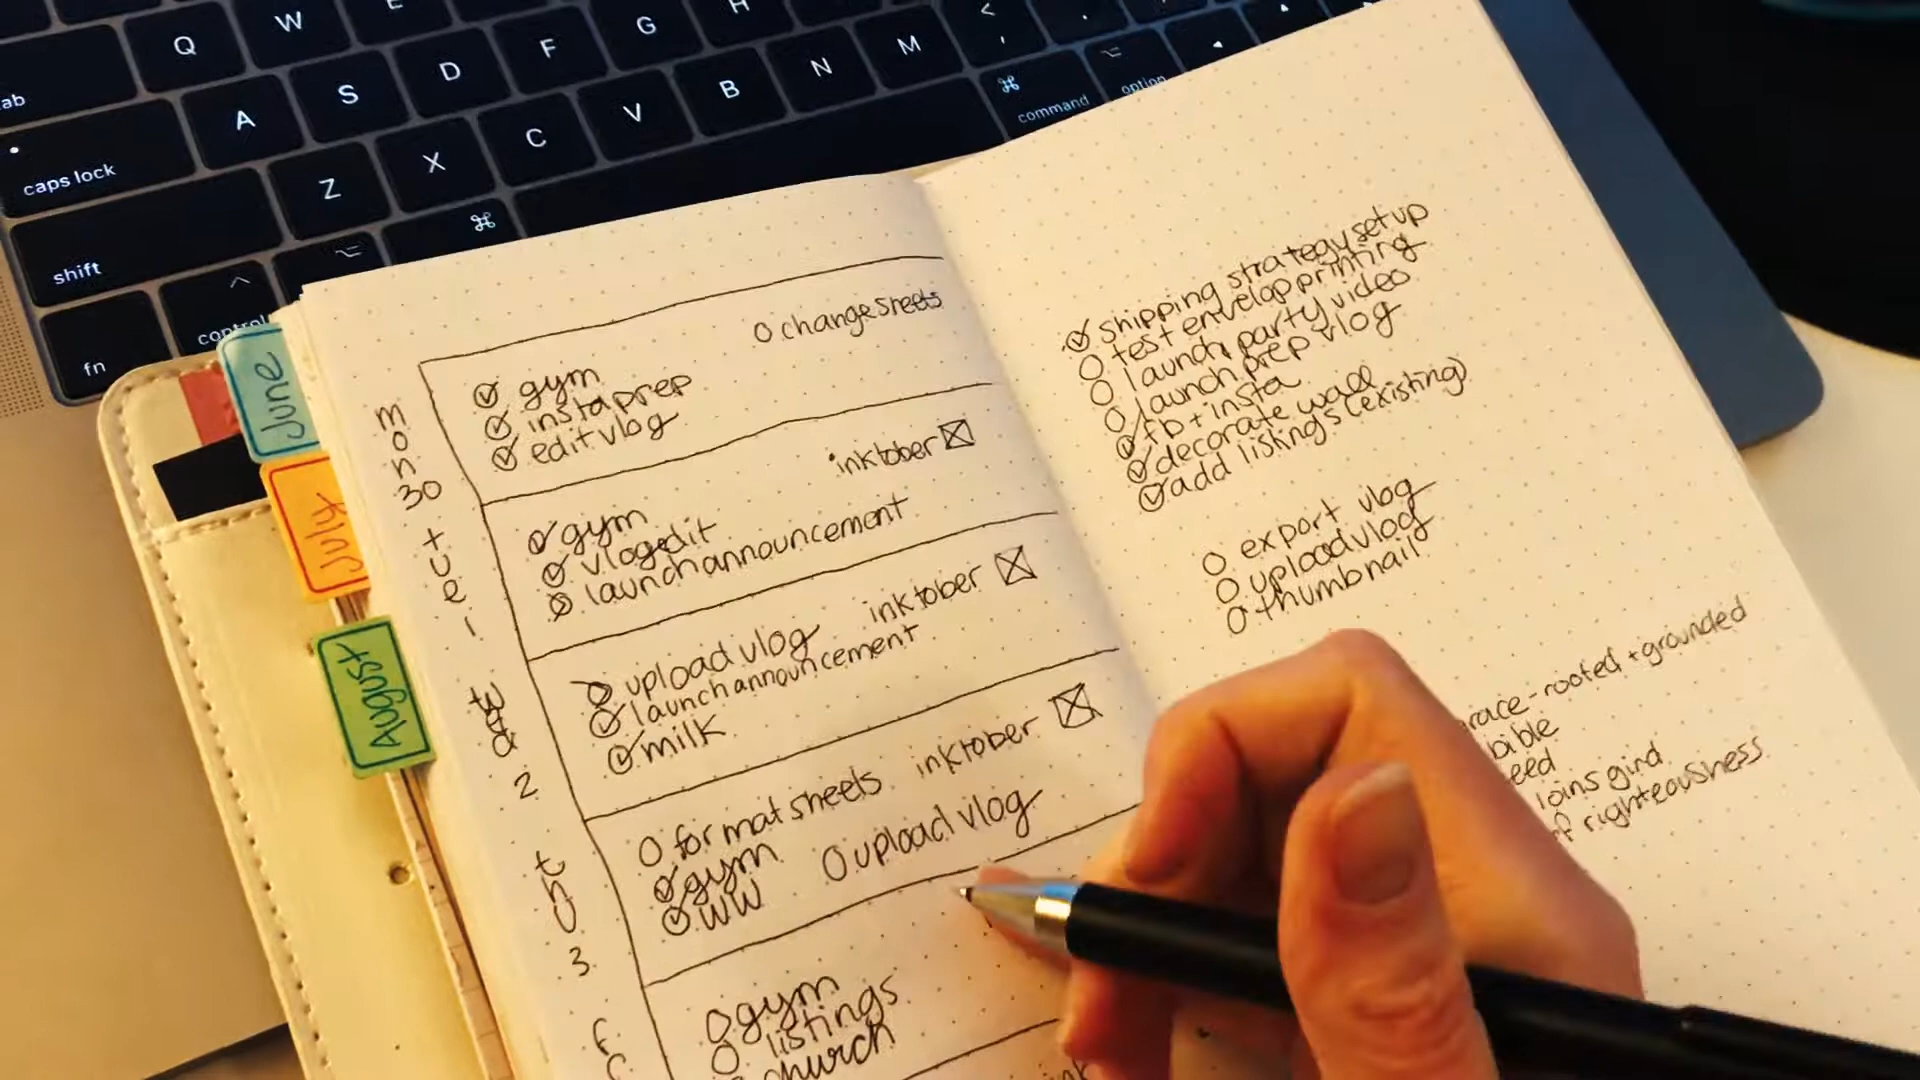 Q W E
H
tab
A S D F G
caps lock
Z X C V B N M < ,
shift
⌘
⌘ command
option
fn
control
June
July
August
mon 30
O change sheets
gym
insta prep
edit vlog
tue 1
inktober
gym
vlog edit
launch announcement
wed 2
upload vlog inktober
launch announcement
milk
thu 3
O format sheets inktober
gym O upload vlog
WW
f
O gym
O listings
church
shipping strategy set up
O test envelop printing
O launch party video
O launch prep vlog
fb + insta
decorate wall
add listings (existing)
O export vlog
O upload vlog
O thumbnail
rooted + grounded
bible
loins gird
of righteousness